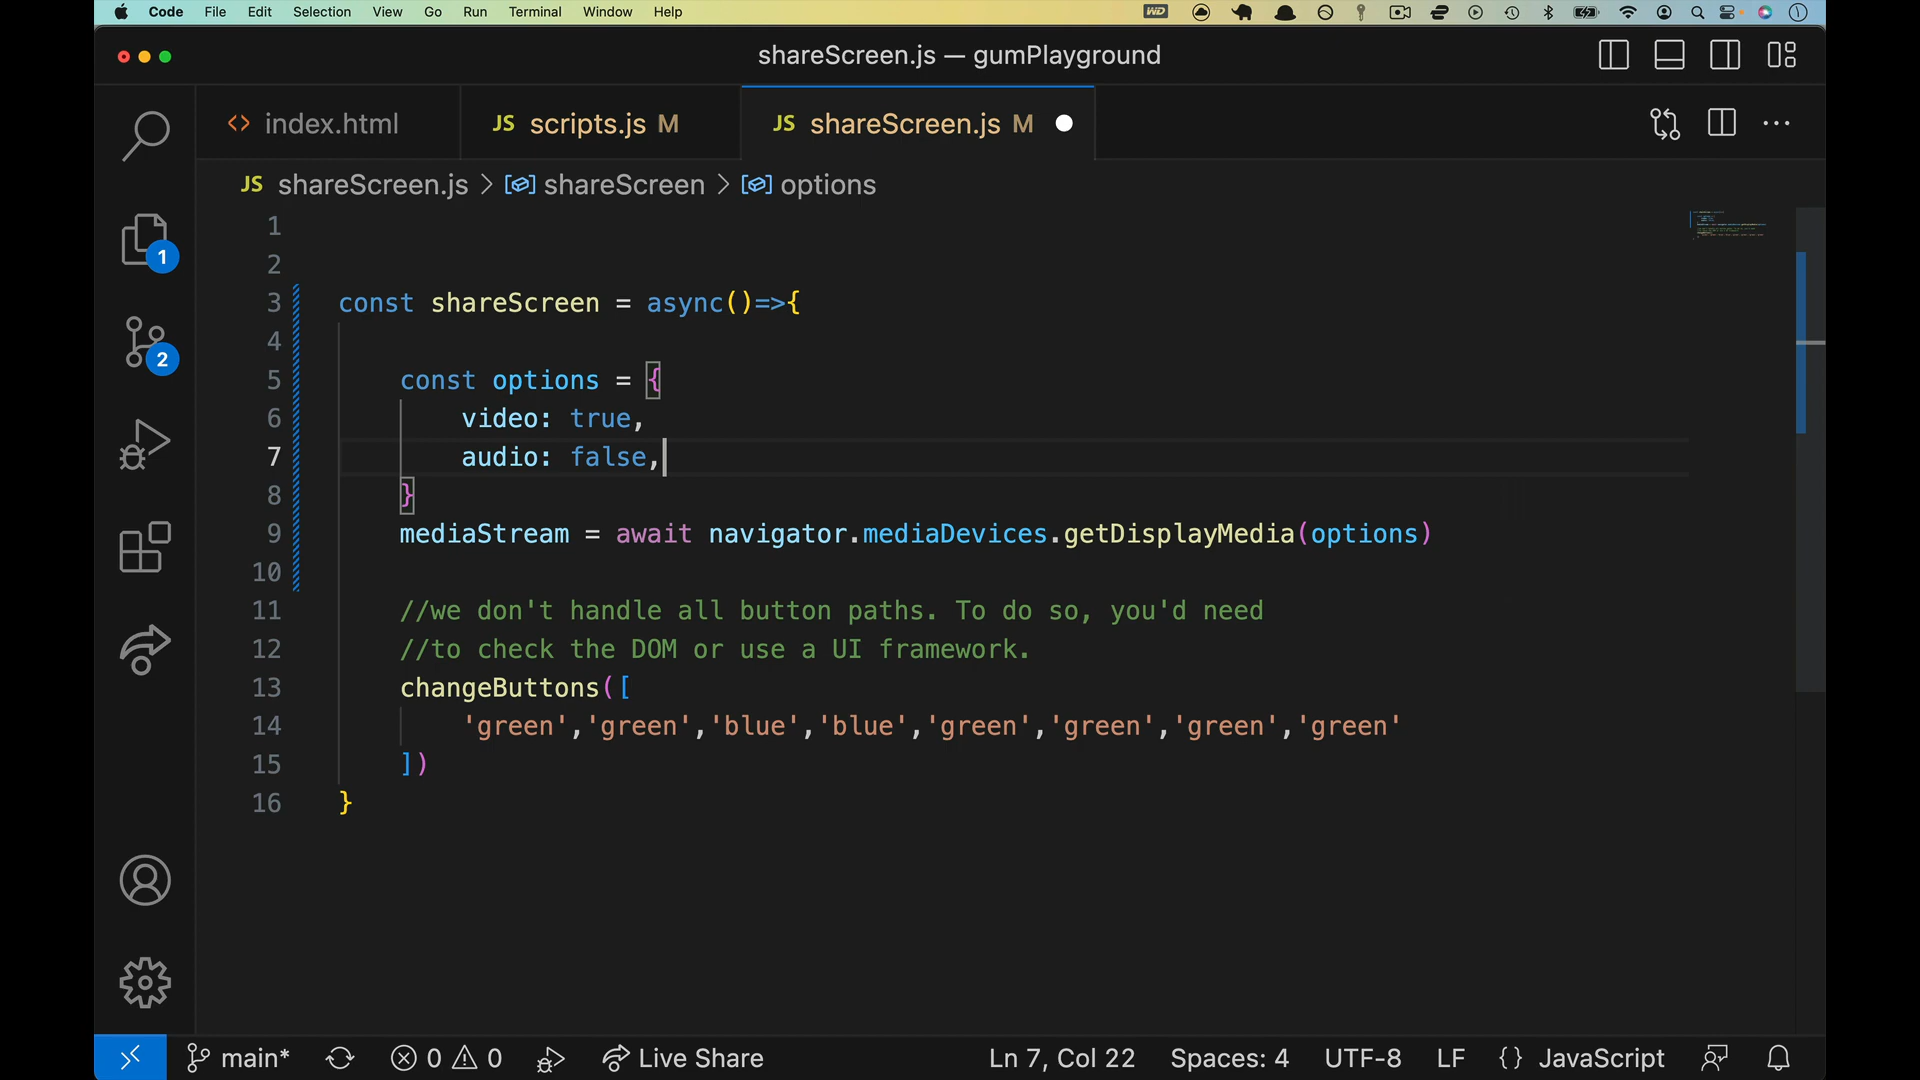 Code File Edit Selection View Go Run Terminal Window Help
shareScreen.js — gumPlayground
<> index.html JS scripts.js M JS shareScreen.js M
JS shareScreen.js > shareScreen > options
1
2
3 const shareScreen = async()=>{
4
5 const options = {
6 video: true,
7 audio: false,
8 }
9 mediaStream = await navigator.mediaDevices.getDisplayMedia(options)
10
11 //we don't handle all button paths. To do so, you'd need
12 //to check the DOM or use a UI framework.
13 changeButtons([
14 'green','green','blue','blue','green','green','green','green'
15 ])
16 }
1
2
main* 0 0 Live Share Ln 7, Col 22 Spaces: 4 UTF-8 LF {} JavaScript